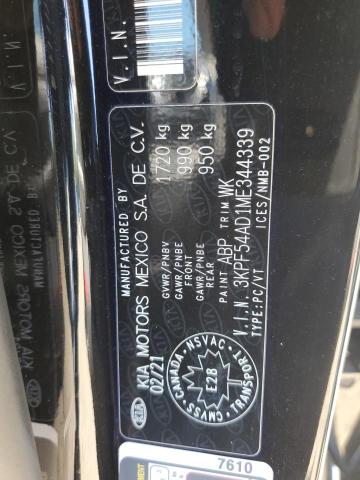 V.I.N.
MANUFACTURED BY
KIA KIA MOTORS MEXICO S.A. DE C.V.
02/21
GVWR/PNBV 1720 kg
GAWR/PNBE FRONT 990 kg
GAWR/PNBE 950 kg
PAINT ABP TRIM WK
V.I.N. 3KPF54AD1ME344339
TYPE:PC/VT ICES/NMB-002
CANADA·NSVAC·TRANSPORT·CMVSS
E28
7610